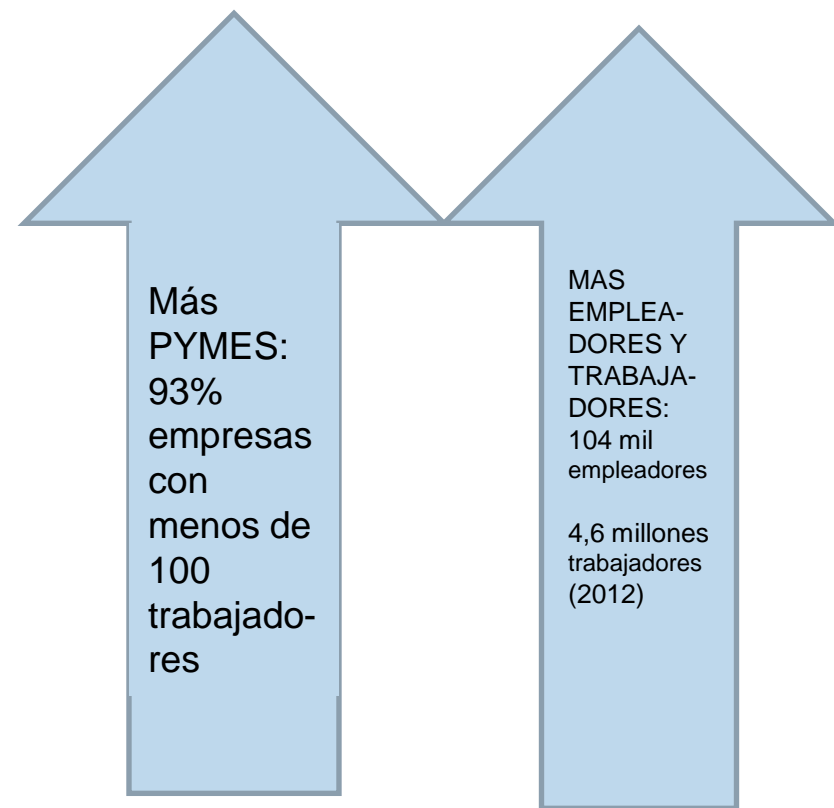 Más
PYMES:
93%
empresas
con
menos de
100
trabajado-
res
MAS
EMPLEA-
DORES Y
TRABAJA-
DORES:
104 mil
empleadores
4,6 millones
trabajadores
(2012)